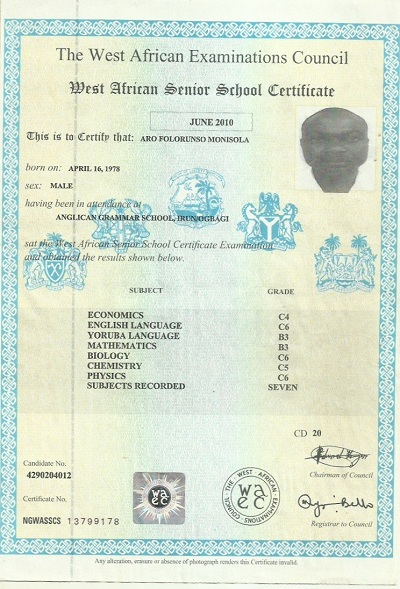 The West African Examinations Council
West African Senior School Certificate
JUNE 2010
This is to Certify that: ARO FOLORUNSO MONISOLA
born on: APRIL 16, 1978
sex: MALE
having been in attendance at
ANGLICAN GRAMMAR SCHOOL, IRUN/OGBAGI
sat the West African Senior School Certificate Examination
and obtained the results shown below.
SUBJECT GRADE
ECONOMICS C4
ENGLISH LANGUAGE C6
YORUBA LANGUAGE B3
MATHEMATICS B3
BIOLOGY C6
CHEMISTRY C5
PHYSICS C6
SUBJECTS RECORDED SEVEN
CD 20
Candidate No.
4290204012
Chairman of Council
Certificate No.
NGWASSCS 13799178
waec
THE WEST AFRICAN EXAMINATIONS COUNCIL
waec
Registrar to Council
Any alteration, erasure or absence of photograph renders this Certificate invalid.